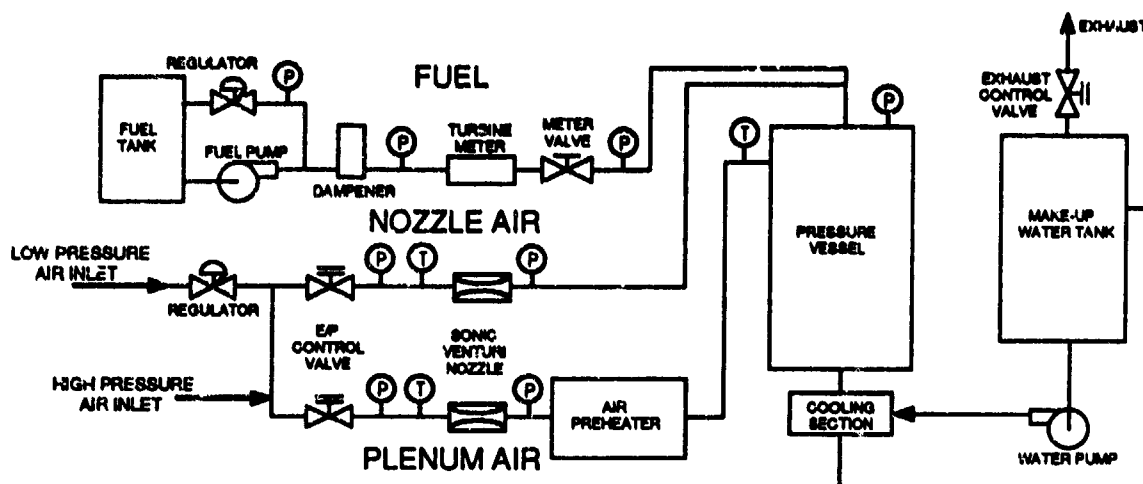 EXHAUST
REGULATOR
P
FUEL
EXHAUST
CONTROL
VALVE
FUEL
TANK
FUEL PUMP
DAMPENER
P
TURBINE
METER
METER
VALVE
P
T
P
PRESSURE
VESSEL
MAKE-UP
WATER TANK
NOZZLE AIR
LOW PRESSURE
AIR INLET
REGULATOR
P
T
P
E/P
CONTROL
VALVE
SONIC
VENTURI
NOZZLE
HIGH PRESSURE
AIR INLET
P
T
P
AIR
PREHEATER
COOLING
SECTION
PLENUM AIR
WATER PUMP